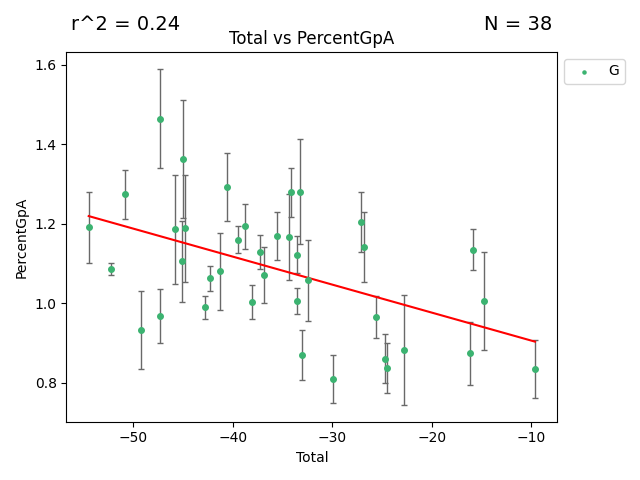 r^2 = 0.24
N = 38
Total vs PercentGpA
G
1.6
1.4
1.2
1.0
0.8
PercentGpA
−50
−40
−30
−20
−10
Total